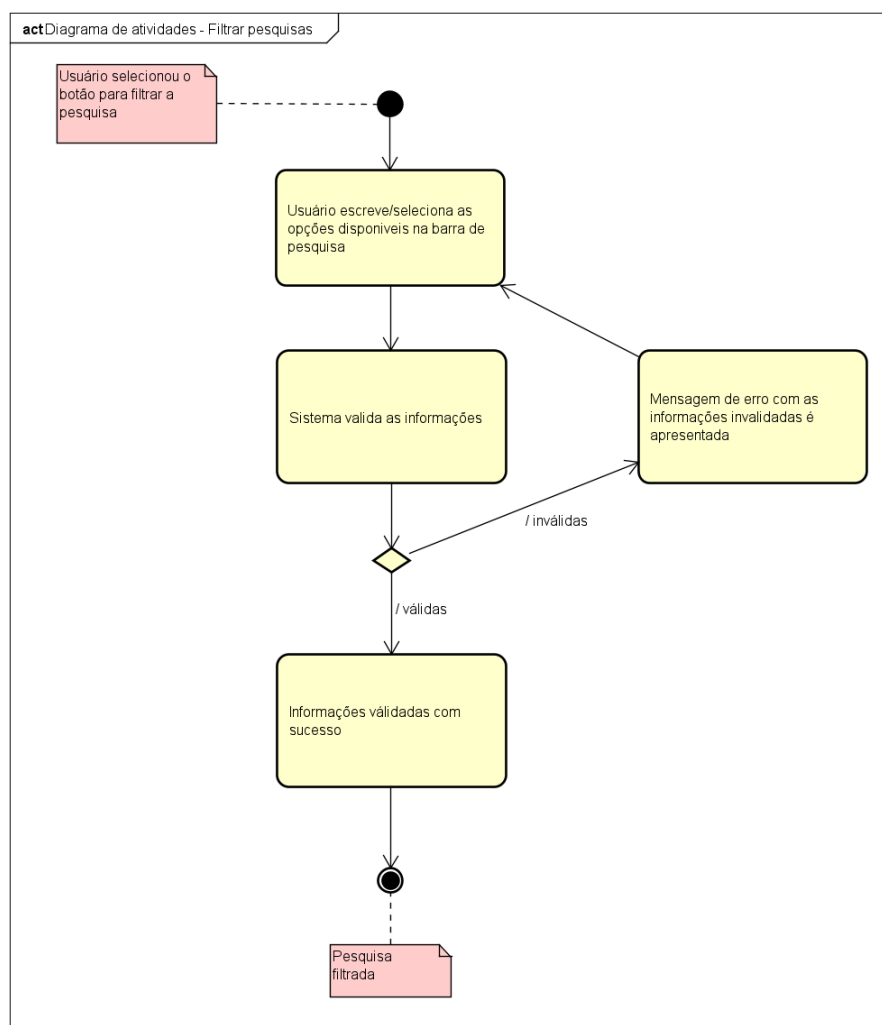 act Diagrama de atividades - Filtrar pesquisas
Usuário selecionou o
botão para filtrar a
pesquisa
Usuário escreve/seleciona as
opções disponiveis na barra de
pesquisa
Sistema valida as informações
Mensagem de erro com as
informações invalidadas é
apresentada
/ inválidas
/ válidas
Informações válidadas com
sucesso
Pesquisa
filtrada